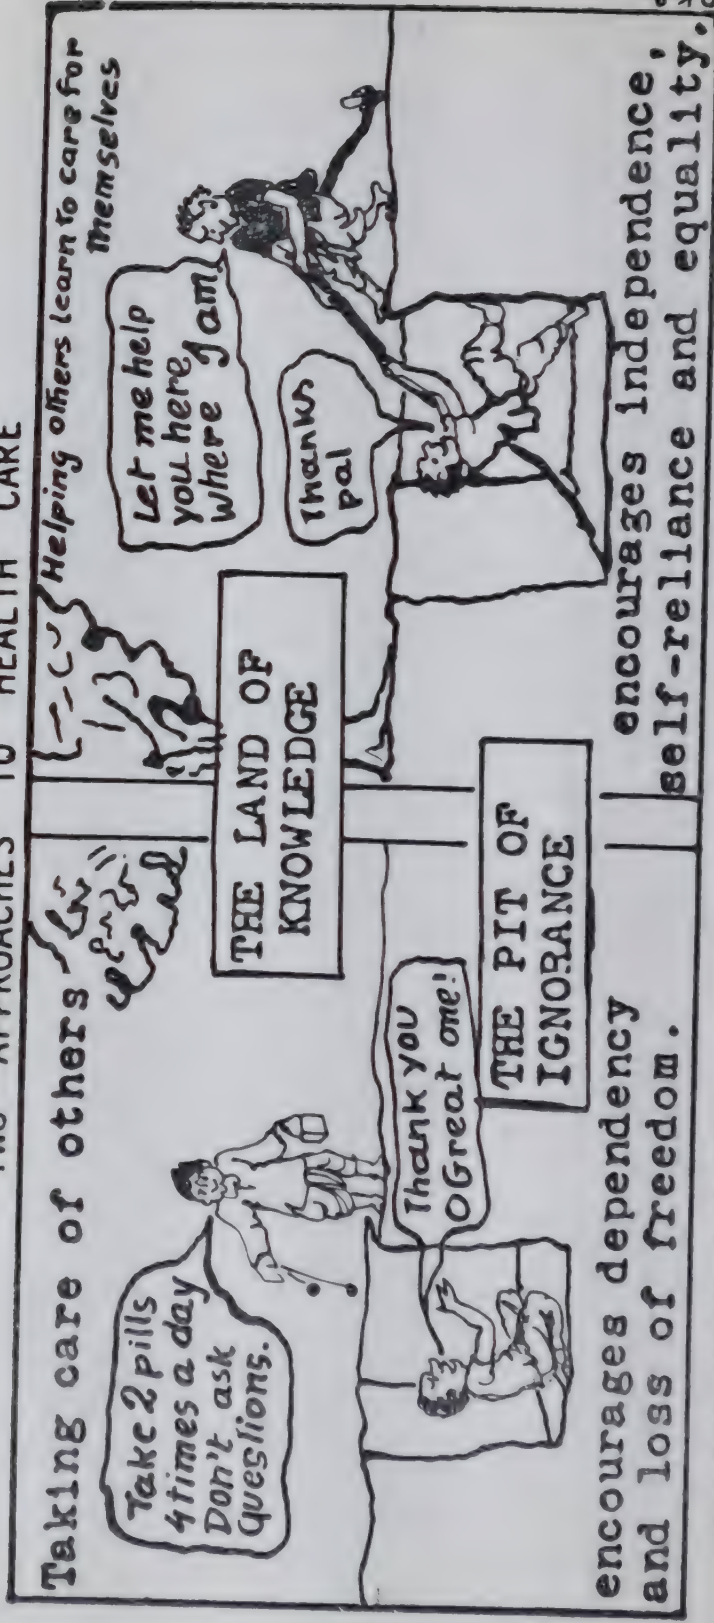 TWO APPROACHES TO HEALTH CARE
Taking care of others
Take 2 pills
4 times a day
Don't ask
Questions.
Thank you
O Great one!
encourages dependency
and loss of freedom.
THE LAND OF
KNOWLEDGE
THE PIT OF
IGNORANCE
Helping others learn to care for
themselves
Let me help
you here
where I am
Thanks
pal
encourages independence,
self-reliance and equality.